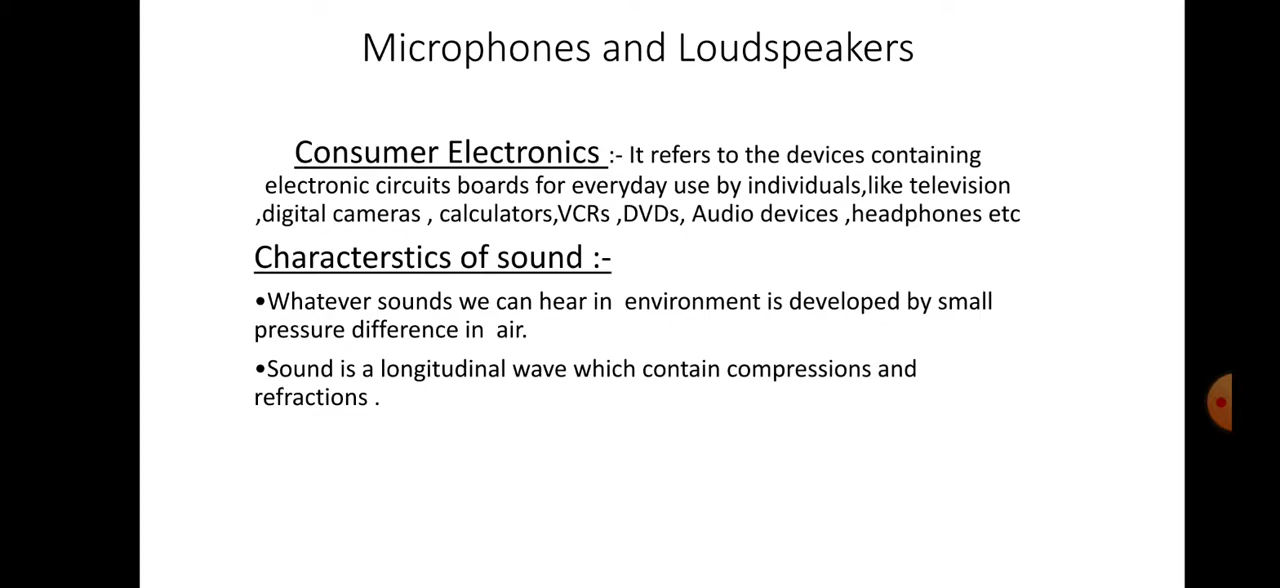 Microphones and Loudspeakers
Consumer Electronics :- It refers to the devices containing
electronic circuits boards for everyday use by individuals,like television
,digital cameras , calculators,VCRs ,DVDs, Audio devices ,headphones etc
Characterstics of sound :-
•Whatever sounds we can hear in  environment is developed by small
pressure difference in  air.
•Sound is a longitudinal wave which contain compressions and
refractions .